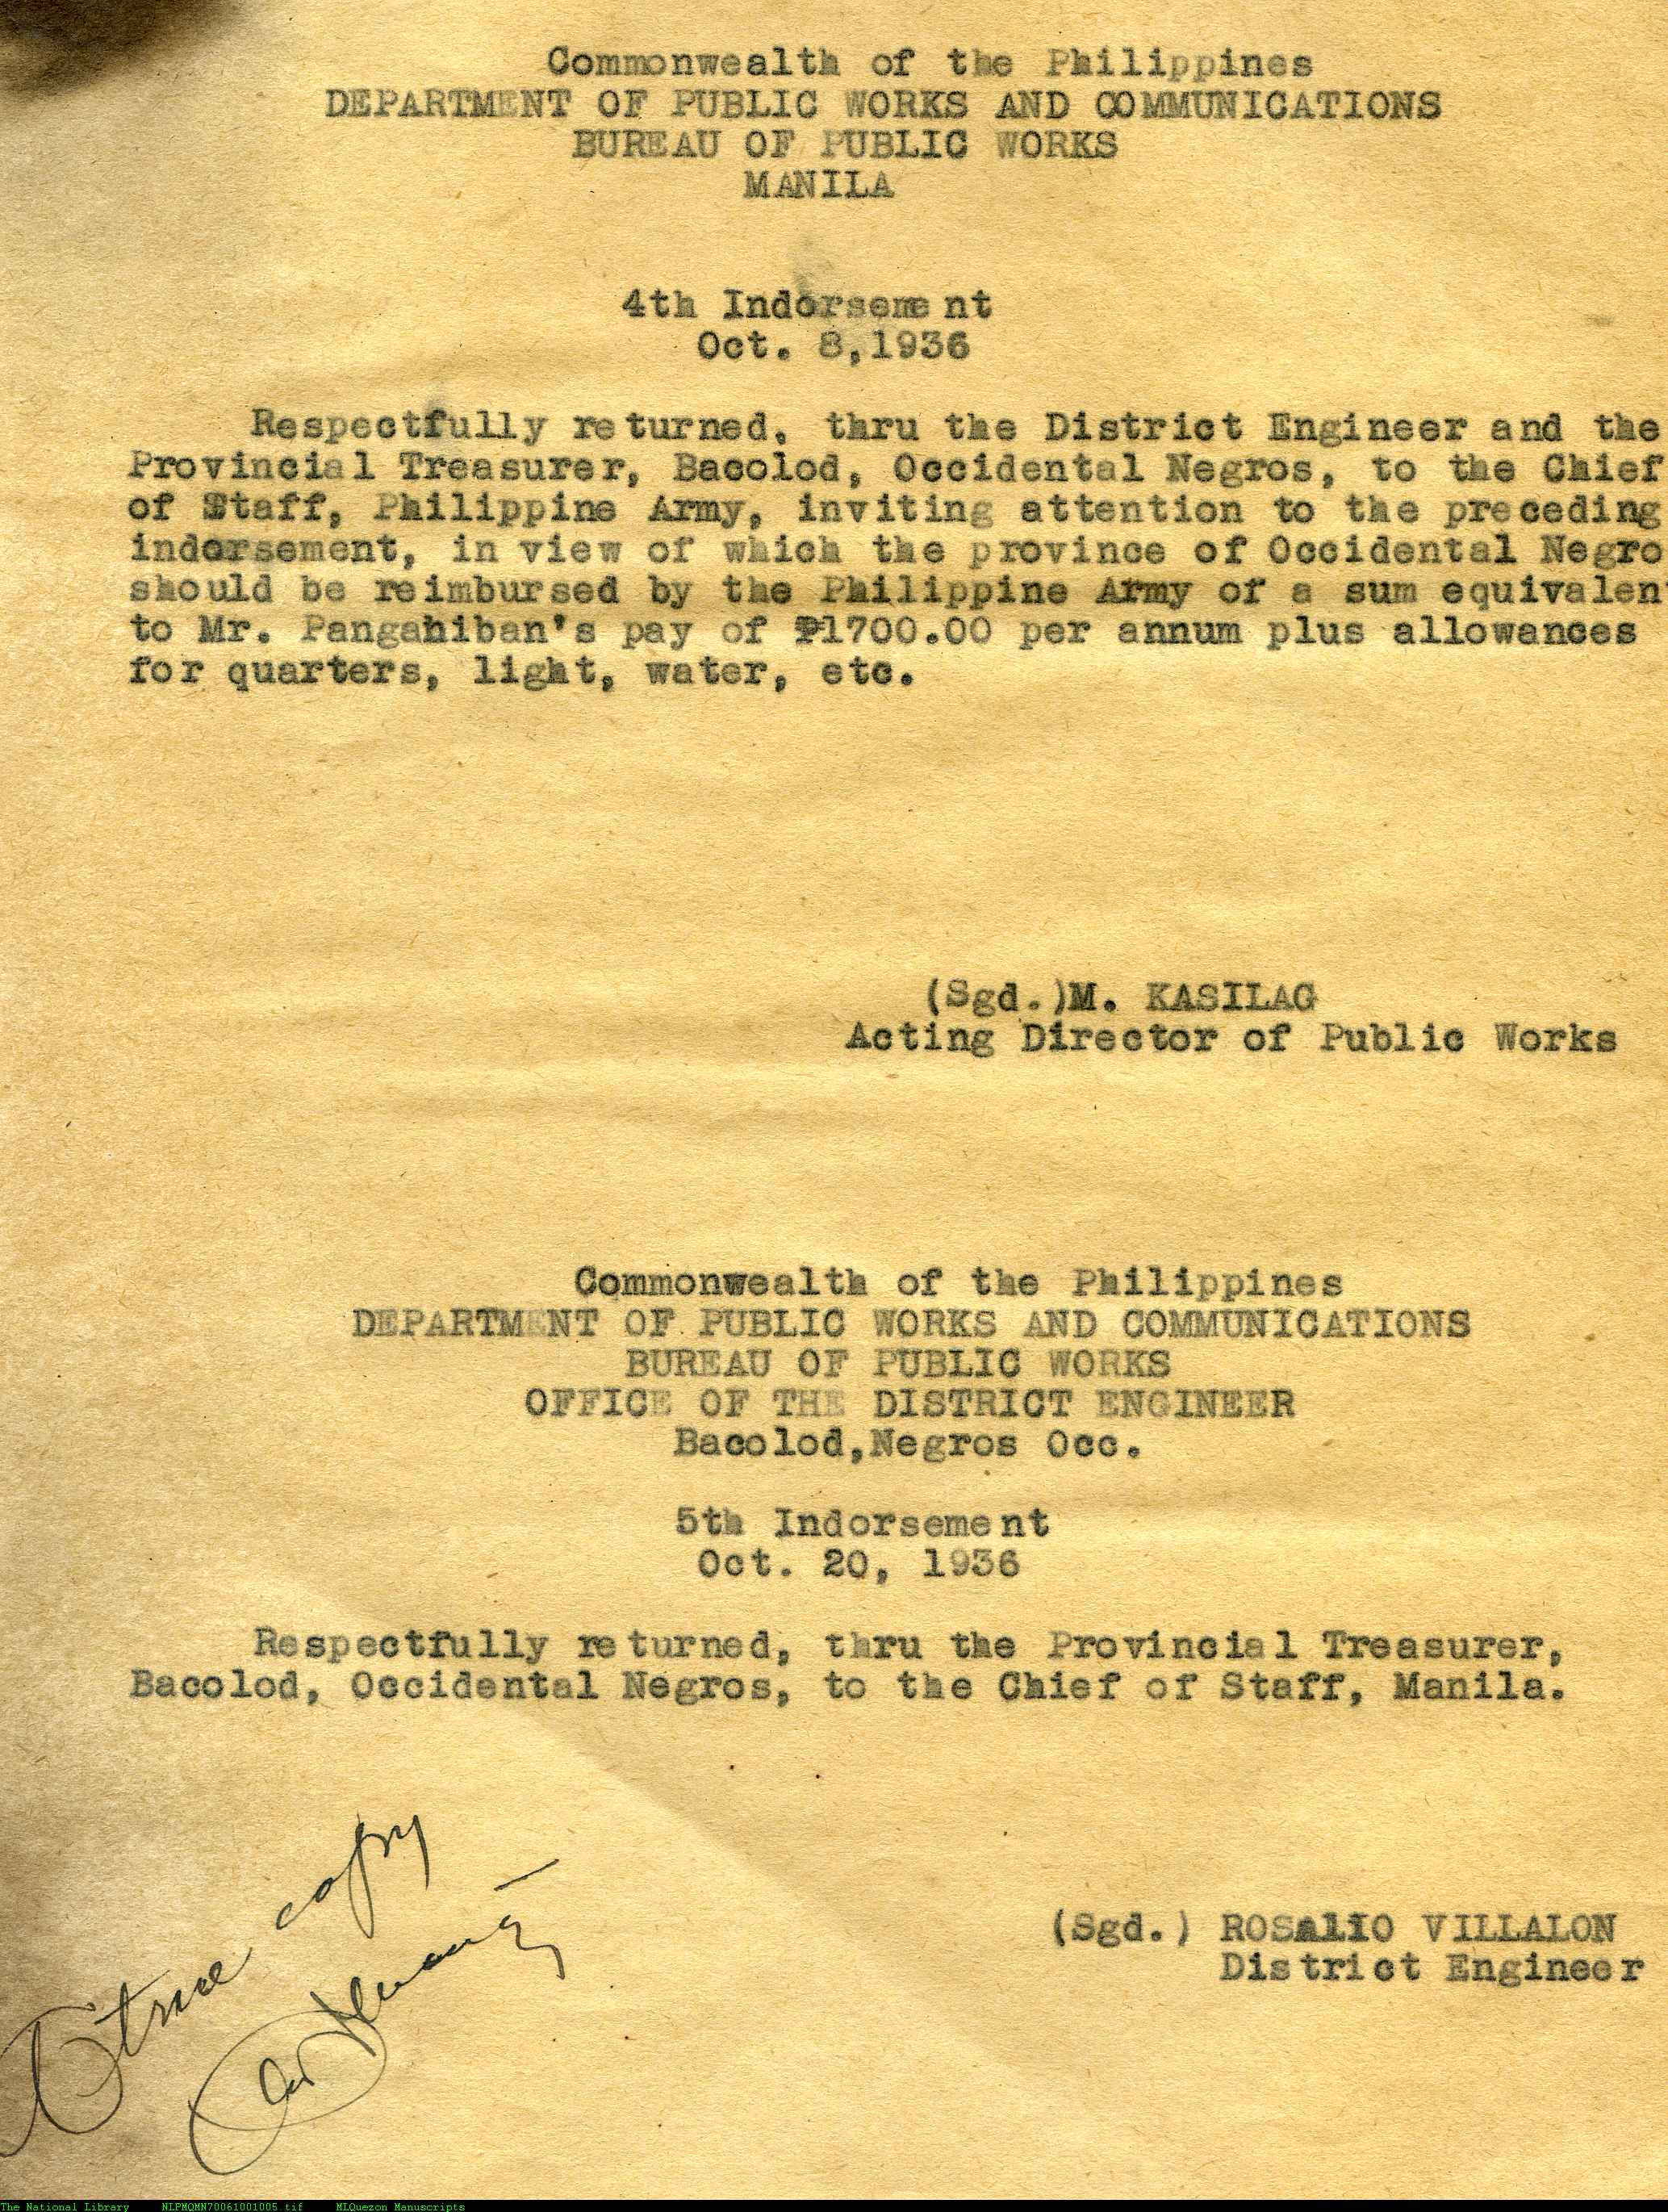 Commonwealth of the Philippines
DEPARTMENT OF PUBLIC WORKS AND COMMUNICATIONS
BUREAU OF PUBLIC WORKS
MANILA
4th Indorsement
Oct. 8,1936
Respectfully returned, thru the District Engineer and the
Provincial Treasurer, Bacolod, Occidental Negros, to the Chief
of Staff, Philippine Army, inviting attention to the preceding
indorsement, in view of which the province of Occidental Negro
should be reimbursed by the Philippine Army of a sum equivalen
to Mr. Pangahiban's pay of ₱1700.00 per annum plus allowances
for quarters, light, water, etc.
(Sgd.)M. KASILAG
Acting Director of Public Works
Commonwealth of the Philippines
DEPARTMENT OF PUBLIC WORKS AND COMMUNICATIONS
BUREAU OF PUBLIC WORKS
OFFICE OF THE DISTRICT ENGINEER
Bacolod,Negros Occ.
5th Indorsement
Oct. 20, 1936
Respectfully returned, thru the Provincial Treasurer,
Bacolod, Occidental Negros, to the Chief of Staff, Manila.
(Sgd.) ROSAlIO VILLALON
District Engineer
A true copy
The National Library NLPMQMN70061001005.tif MLQuezon Manuscripts